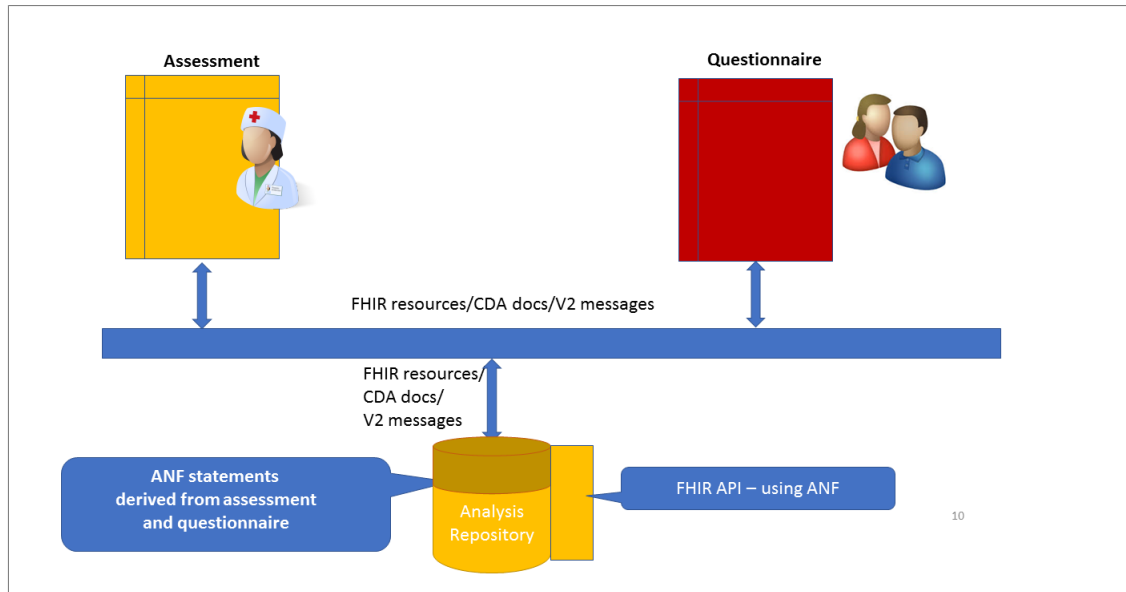 Assessment
Questionnaire
FHIR resources/CDA docs/V2 messages
FHIR resources/
CDA docs/
V2 messages
ANF statements
derived from assessment
and questionnaire
Analysis
Repository
FHIR API – using ANF
10